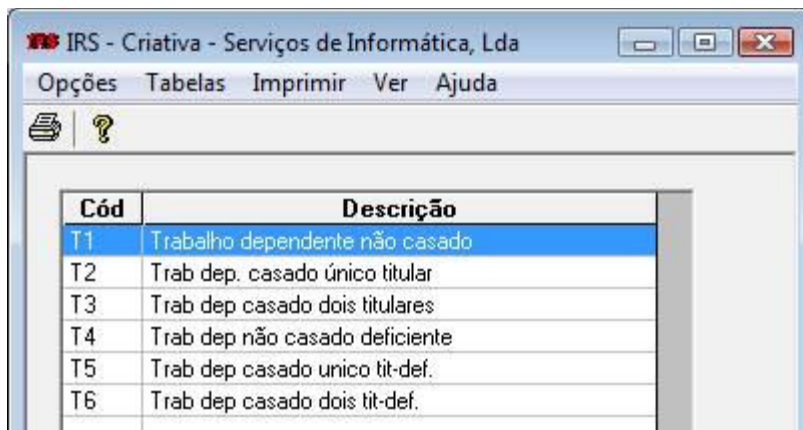 IRS - Criativa - Serviços de Informática, Lda
Opções Tabelas Imprimir Ver Ajuda
Cód Descrição
T1 Trabalho dependente não casado
T2 Trab dep. casado único titular
T3 Trab dep casado dois titulares
T4 Trab dep não casado deficiente
T5 Trab dep casado unico tit-def.
T6 Trab dep casado dois tit-def.